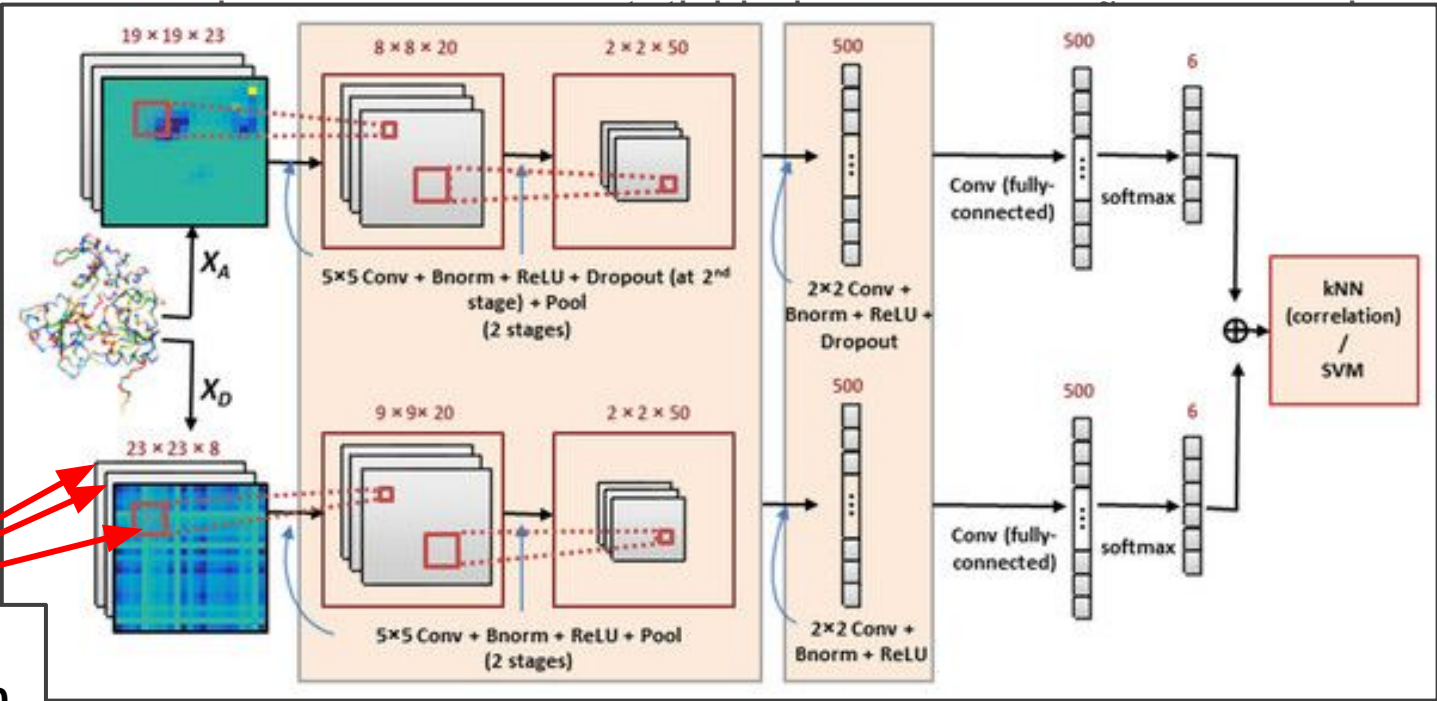 19 × 19 × 23
8 × 8 × 20
2 × 2 × 50
500
500
6
X_A
5×5 Conv + Bnorm + ReLU + Dropout (at 2nd
stage) + Pool
(2 stages)
2×2 Conv +
Bnorm + ReLU +
Dropout
Conv (fully-
connected)
softmax
kNN
(correlation)
/
SVM
X_D
23 × 23 × 8
9 × 9× 20
2 × 2 × 50
500
500
6
5×5 Conv + Bnorm + ReLU + Pool
(2 stages)
2×2 Conv +
Bnorm + ReLU
Conv (fully-
connected)
softmax